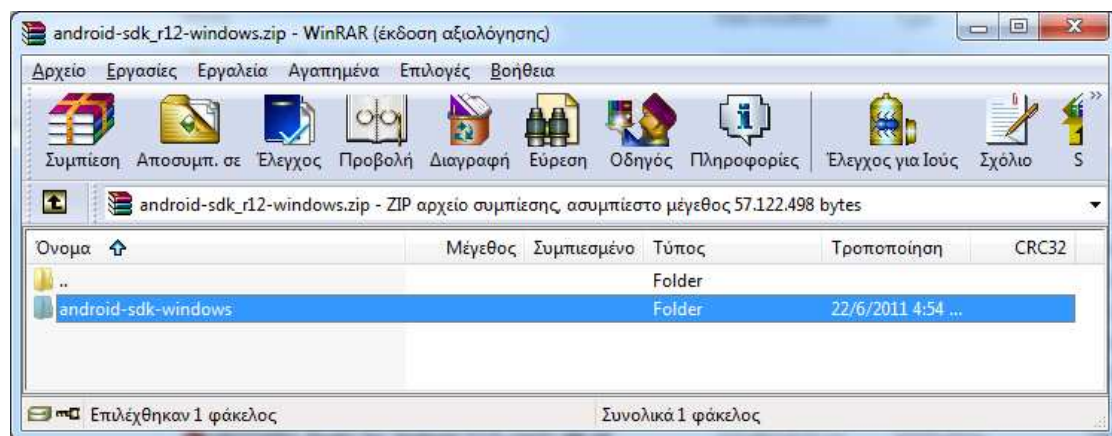 android-sdk_r12-windows.zip - WinRAR (έκδοση αξιολόγησης)
Αρχείο Εργασίες Εργαλεία Αγαπημένα Επιλογές Βοήθεια
Συμπίεση Αποσυμπ. σε Έλεγχος Προβολή Διαγραφή Εύρεση Οδηγός Πληροφορίες Έλεγχος για Ιούς Σχόλιο S
android-sdk_r12-windows.zip - ZIP αρχείο συμπίεσης, ασυμπίεστο μέγεθος 57.122.498 bytes
Όνομα Μέγεθος Συμπιεσμένο Τύπος Τροποποίηση CRC32
.. Folder
android-sdk-windows Folder 22/6/2011 4:54 ...
Επιλέχθηκαν 1 φάκελος Συνολικά 1 φάκελος